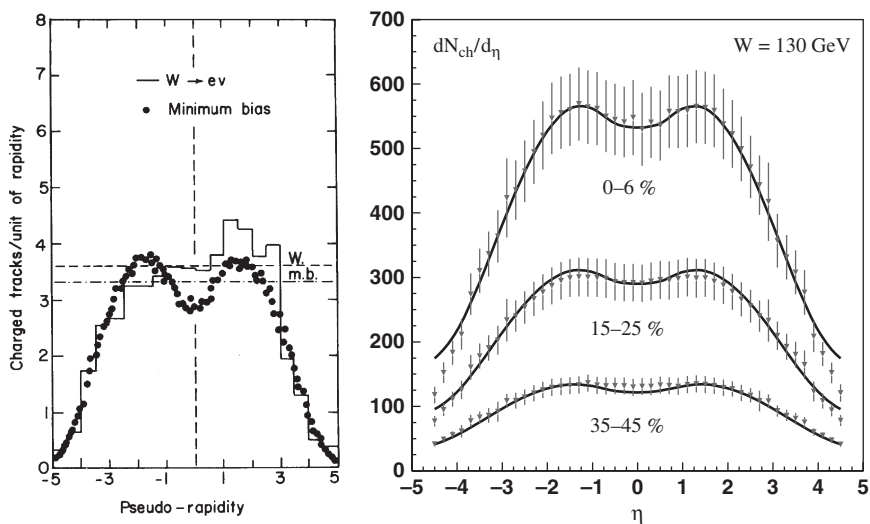 8
7
6
5
4
3
2
1
0
Charged tracks/unit of rapidity
W → eν
Minimum bias
W.
m.b.
-5 -3 -1 1 3 5
Pseudo-rapidity
700
600
500
400
300
200
100
0
dNch/dη
W = 130 GeV
0–6 %
15–25 %
35–45 %
−5 −4 −3 −2 −1 0 1 2 3 4 5
η